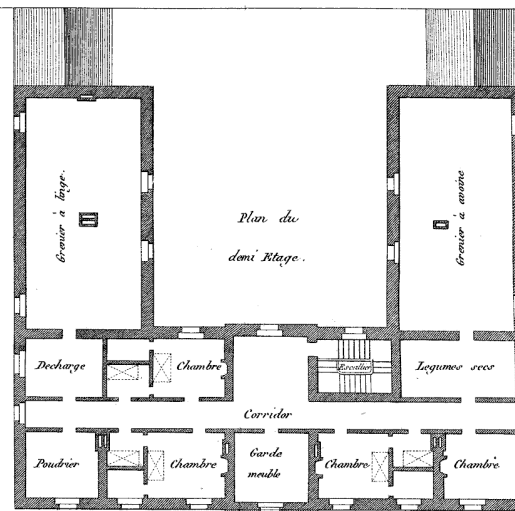 Grenier à linge.
Plan du
demi Etage.
Grenier à avoine
Decharge
Chambre
Escallier
Legumes secs
Corridor
Poudrier
Chambre
Garde
meuble
Chambre
Chambre